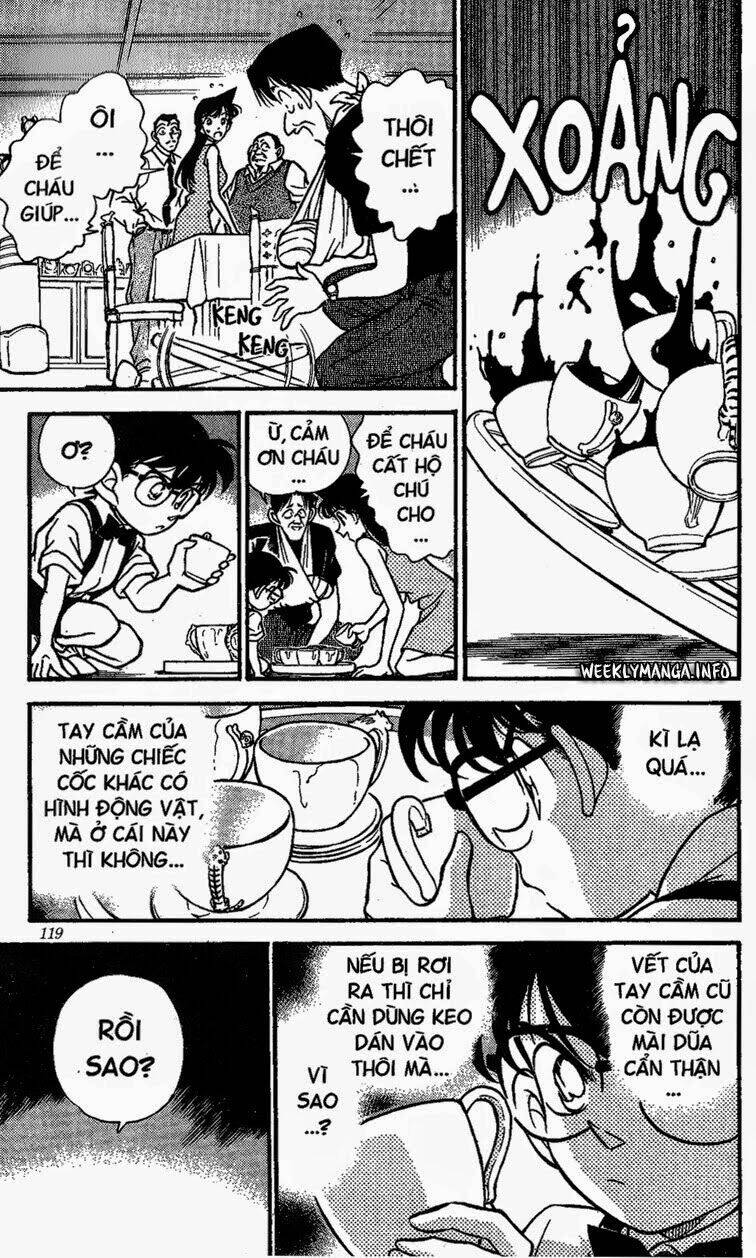 XOẢNG
THÔI
CHẾT
...
ÔI
...
ĐỂ
CHÁU
GIÚP...
KENG
KENG
WEEKLYMANGA.INFO
ĐỂ CHÁU
CẤT HỘ
CHÚ
CHO ...
Ừ, CẢM
ƠN CHÁU
...
Ơ?
KÌ LẠ
QUÁ...
TAY CẦM CỦA
NHỮNG CHIẾC
CỐC KHÁC CÓ
HÌNH ĐỘNG VẬT,
MÀ Ở CÁI NÀY
THÌ KHÔNG...
119
VẾT CỦA
TAY CẦM CŨ
CÒN ĐƯỢC
MÀI DŨA
CẨN THẬN
...
NẾU BỊ RƠI
RA THÌ CHỈ
CẦN DÙNG KEO
DÁN VÀO
THÔI MÀ...
VÌ
SAO
...?
RỒI
SAO?